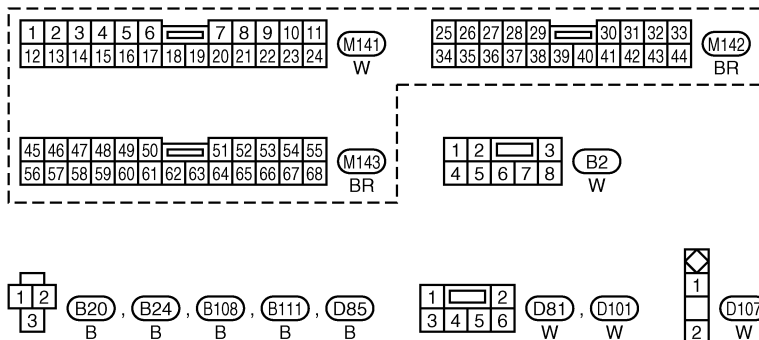 1 2 3 4 5 6 7 8 9 10 11
12 13 14 15 16 17 18 19 20 21 22 23 24
M141
W
25 26 27 28 29 30 31 32 33
34 35 36 37 38 39 40 41 42 43 44
M142
BR
45 46 47 48 49 50 51 52 53 54 55
56 57 58 59 60 61 62 63 64 65 66 67 68
M143
BR
1 2 3
4 5 6 7 8
B2
W
1 2
3
B20 , B24 , B108 , B111 , D85
B B B B B
1 2
3 4 5 6
D81 , D101
W W
1
2
D107
W